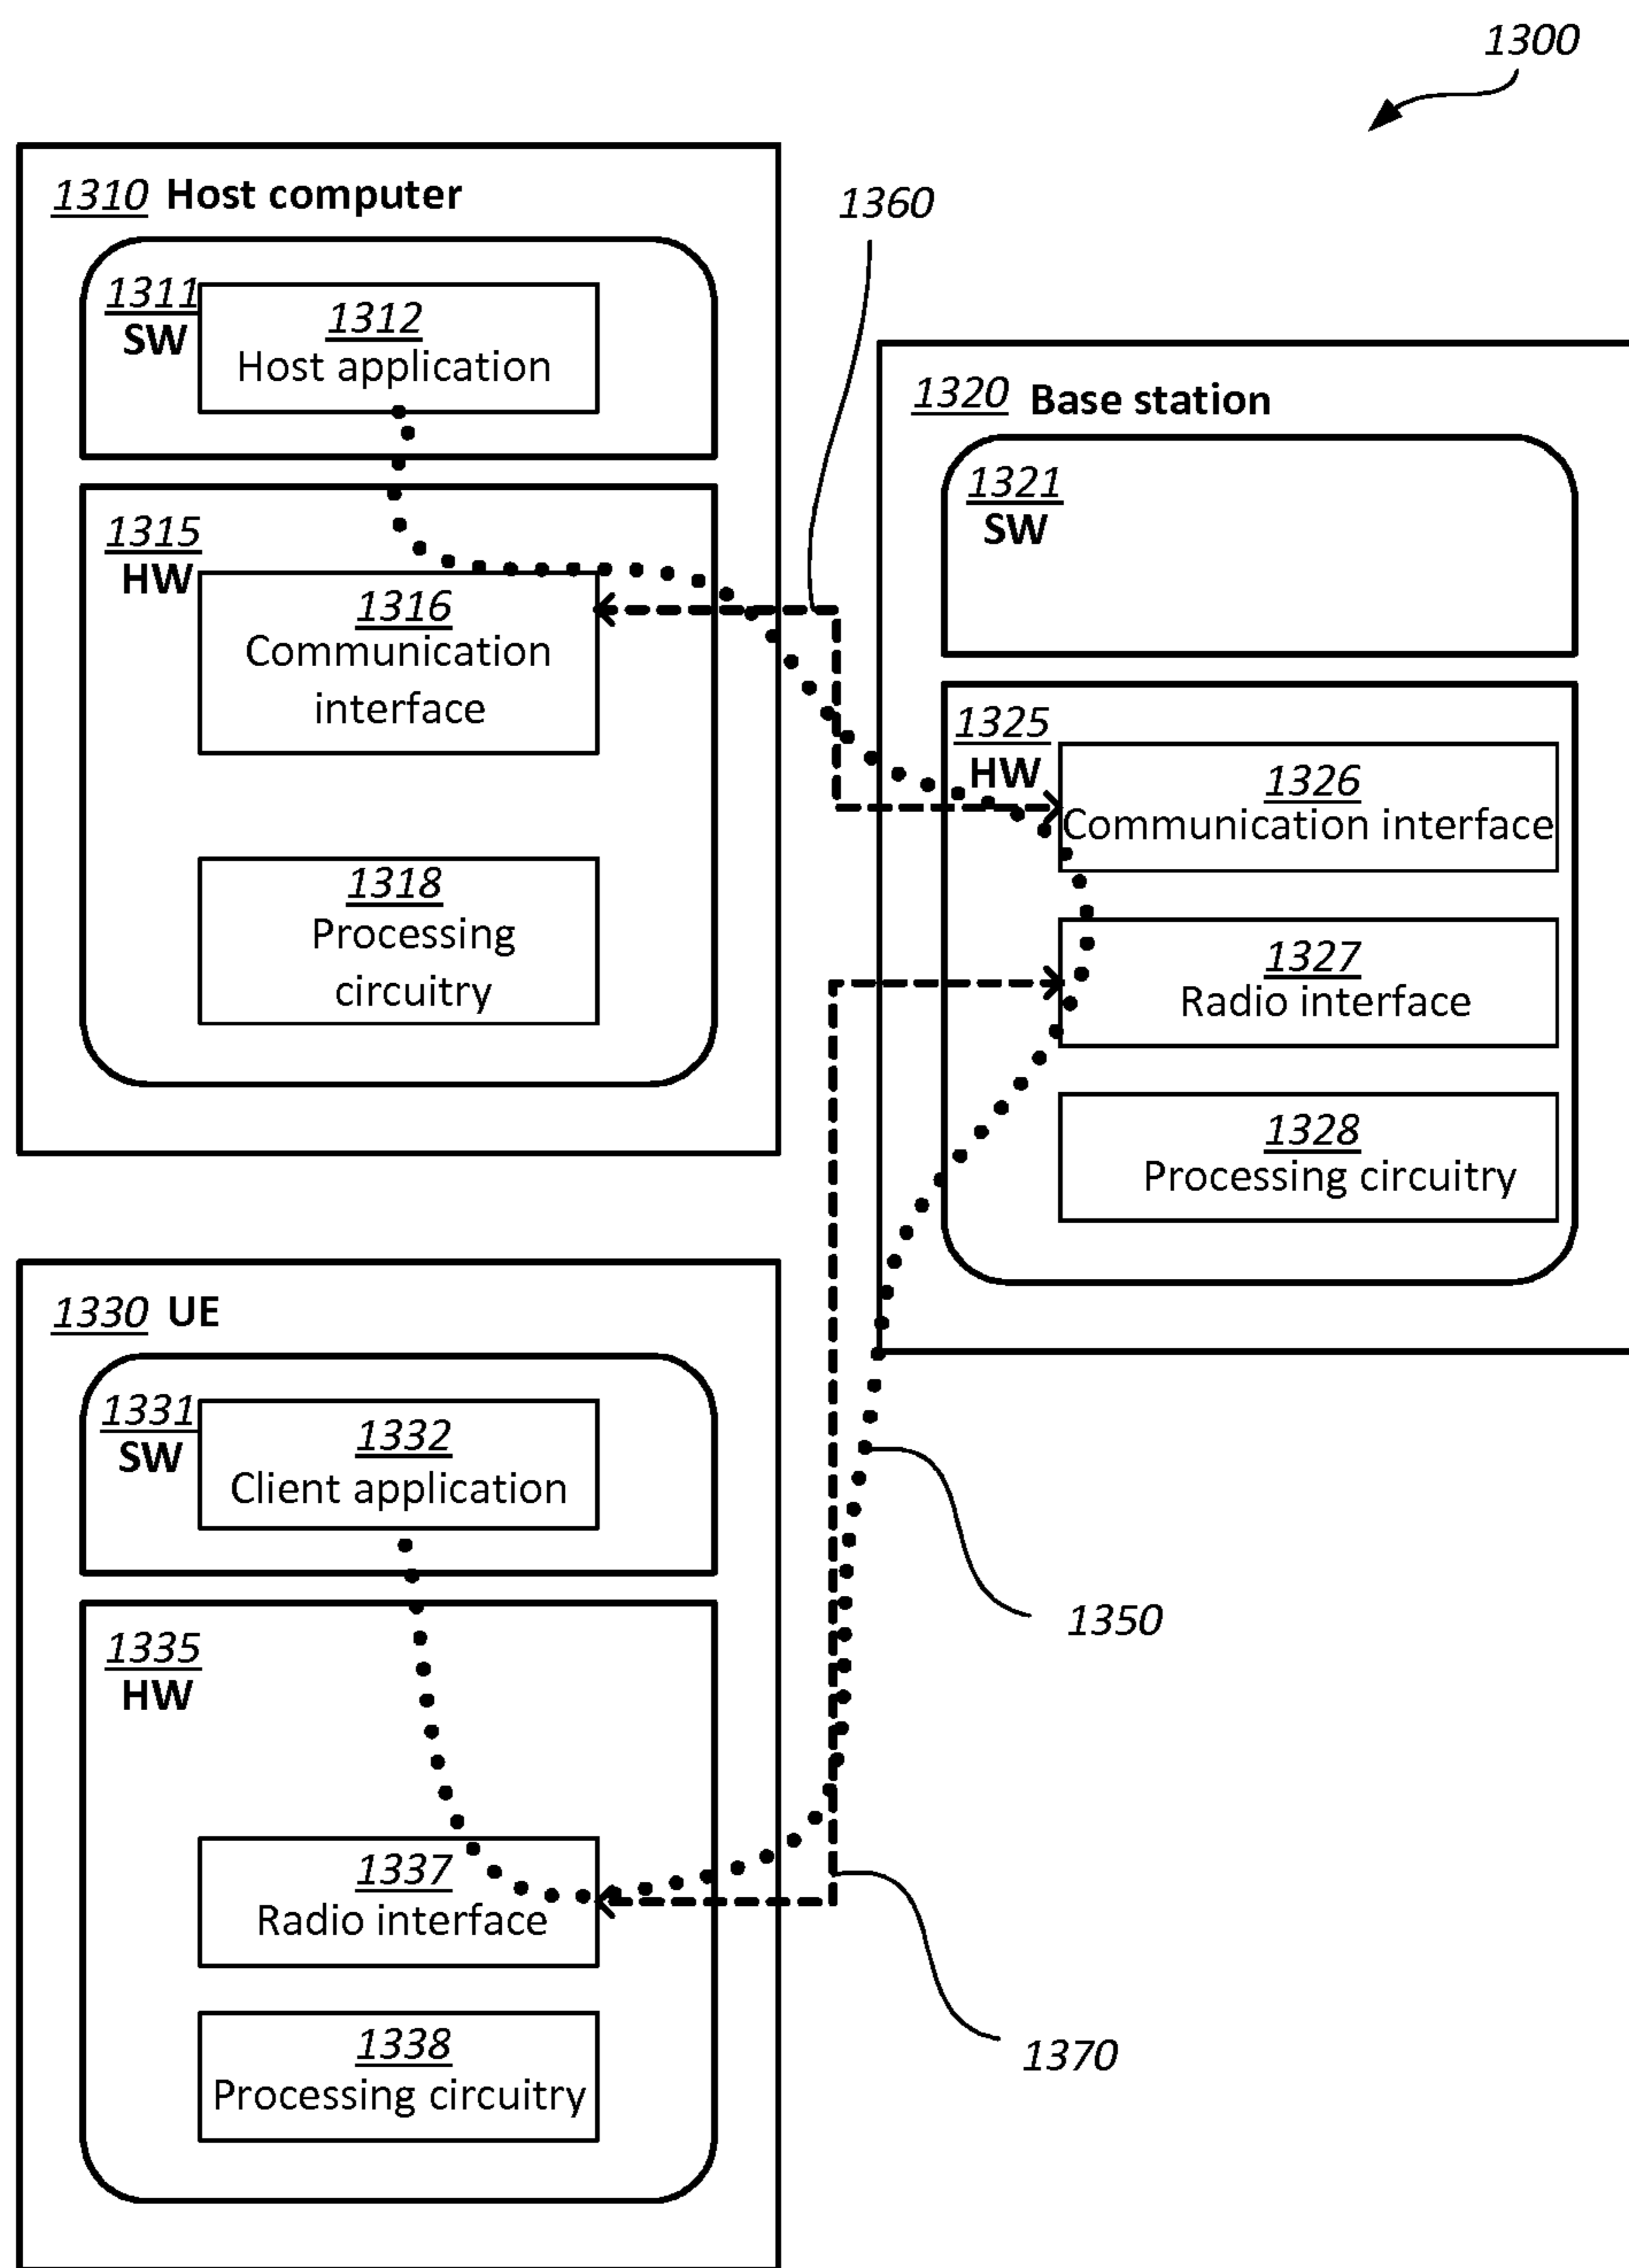 1300
1310 Host computer
1311
SW
1312
Host application
1360
1315
HW
1316
Communication
interface
1318
Processing
circuitry
1320 Base station
1321
SW
1325
HW
1326
Communication interface
1327
Radio interface
1328
Processing circuitry
1330 UE
1331
SW
1332
Client application
1350
1335
HW
1337
Radio interface
1338
Processing circuitry
1370